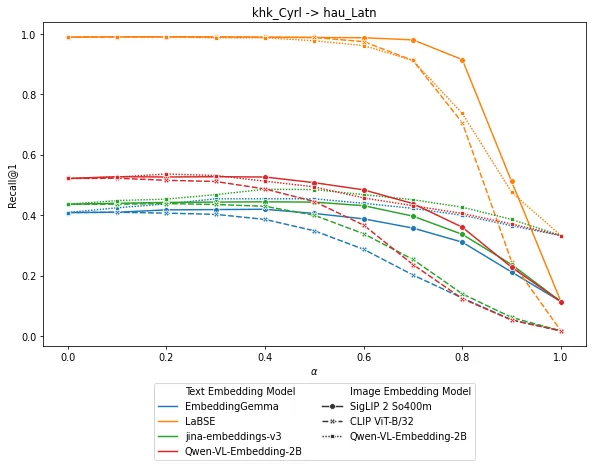 khk_Cyrl -> hau_Latn
Recall@1
1.0
0.8
0.6
0.4
0.2
0.0
0.0 0.2 0.4 0.6 0.8 1.0
α
Text Embedding Model
EmbeddingGemma
LaBSE
jina-embeddings-v3
Qwen-VL-Embedding-2B
Image Embedding Model
SigLIP 2 So400m
CLIP ViT-B/32
Qwen-VL-Embedding-2B